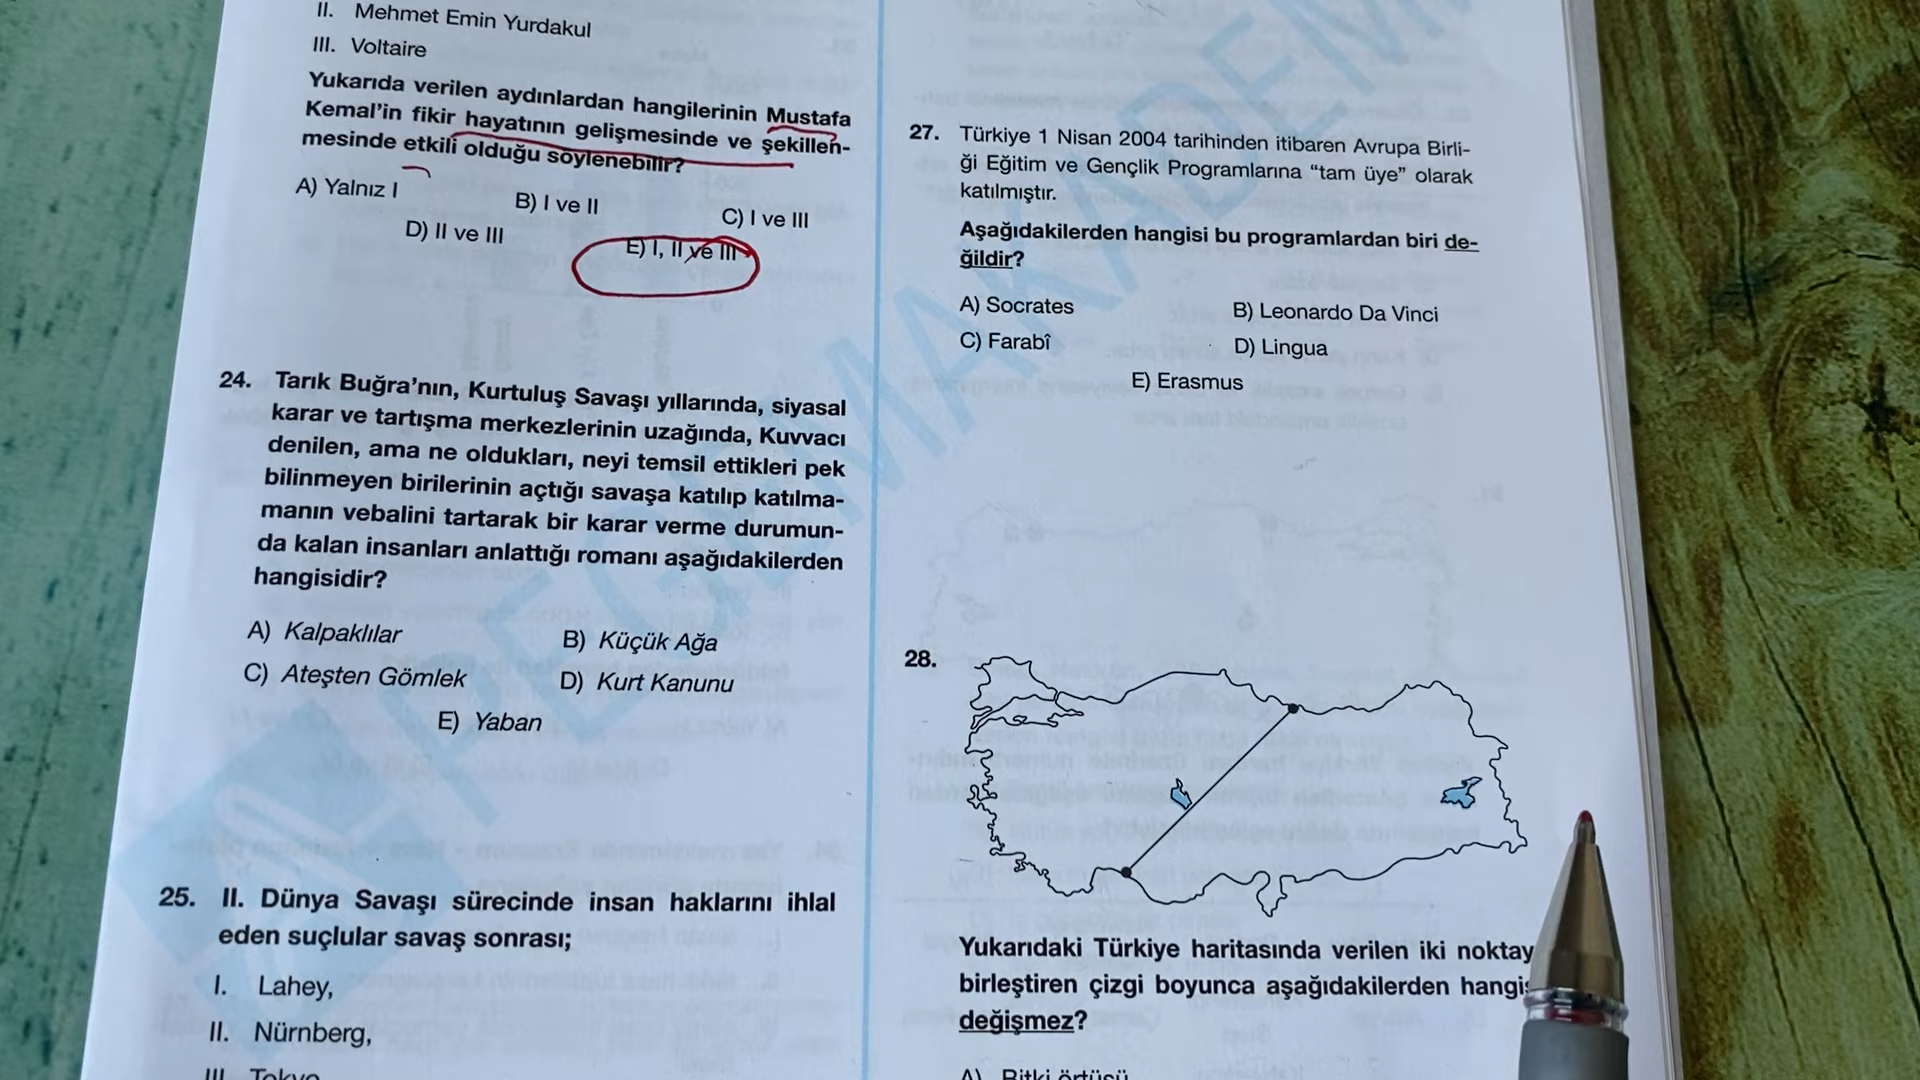 II. Mehmet Emin Yurdakul
III. Voltaire
Yukarıda verilen aydınlardan hangilerinin Mustafa
Kemal’in fikir hayatının gelişmesinde ve şekillen-
mesinde etkili olduğu söylenebilir?
A) Yalnız I
B) I ve II
C) I ve III
D) II ve III
E) I, II ve III
24. Tarık Buğra’nın, Kurtuluş Savaşı yıllarında, siyasal
karar ve tartışma merkezlerinin uzağında, Kuvvacı
denilen, ama ne oldukları, neyi temsil ettikleri pek
bilinmeyen birilerinin açtığı savaşa katılıp katılma-
manın vebalini tartarak bir karar verme durumun-
da kalan insanları anlattığı romanı aşağıdakilerden
hangisidir?
A) Kalpaklılar
B) Küçük Ağa
C) Ateşten Gömlek
D) Kurt Kanunu
E) Yaban
25. II. Dünya Savaşı sürecinde insan haklarını ihlal
eden suçlular savaş sonrası;
I. Lahey,
II. Nürnberg,
III. Tokyo
27. Türkiye 1 Nisan 2004 tarihinden itibaren Avrupa Birli-
ği Eğitim ve Gençlik Programlarına “tam üye” olarak
katılmıştır.
Aşağıdakilerden hangisi bu programlardan biri de-
ğildir?
A) Socrates
B) Leonardo Da Vinci
C) Farabî
D) Lingua
E) Erasmus
28.
Yukarıdaki Türkiye haritasında verilen iki noktay
birleştiren çizgi boyunca aşağıdakilerden hangis
değişmez?
A) Bitki örtüsü
PEGEM AKADEM